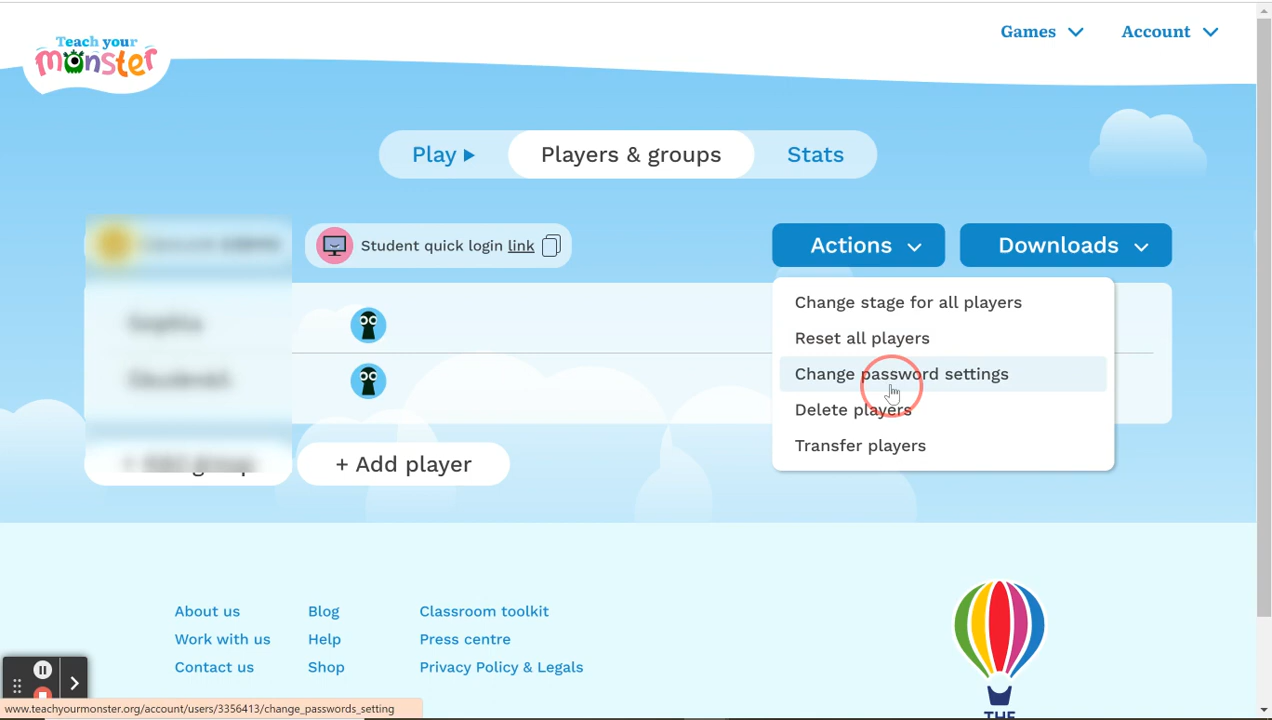 Teach your
monster
Games
Account
Play
Players & groups
Stats
Student quick login link
Actions
Downloads
Change stage for all players
Reset all players
Change password settings
Delete players
Transfer players
+ Add player
About us
Blog
Classroom toolkit
Work with us
Help
Press centre
Contact us
Shop
Privacy Policy & Legals
THE
www.teachyourmonster.org/account/users/3356413/change_passwords_setting